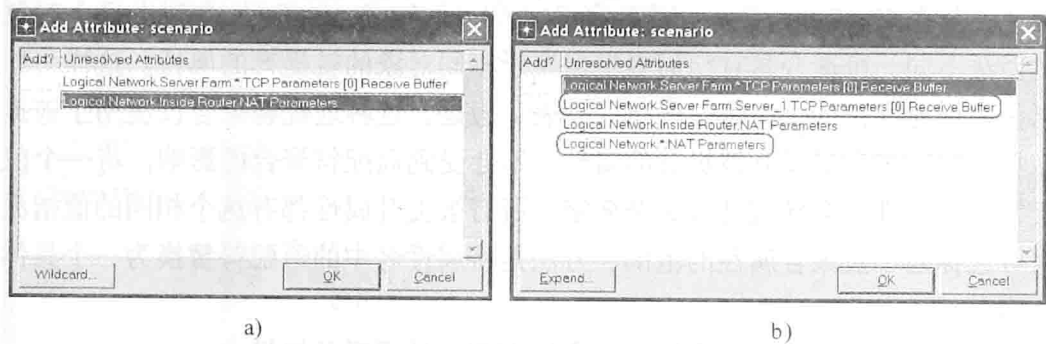 Add Attribute: scenario
Add? Unresolved Attributes
Logical Network.Server Farm.*.TCP Parameters [0].Receive Buffer
Logical Network.Inside Router.NAT Parameters
Wildcard...
OK
Cancel
a)
Add Attribute: scenario
Add? Unresolved Attributes
Logical Network.Server Farm.*.TCP Parameters [0].Receive Buffer
Logical Network.Server Farm.Server_1.TCP Parameters [0].Receive Buffer
Logical Network.Inside Router.NAT Parameters
Logical Network.*.NAT Parameters
Expand...
OK
Cancel
b)